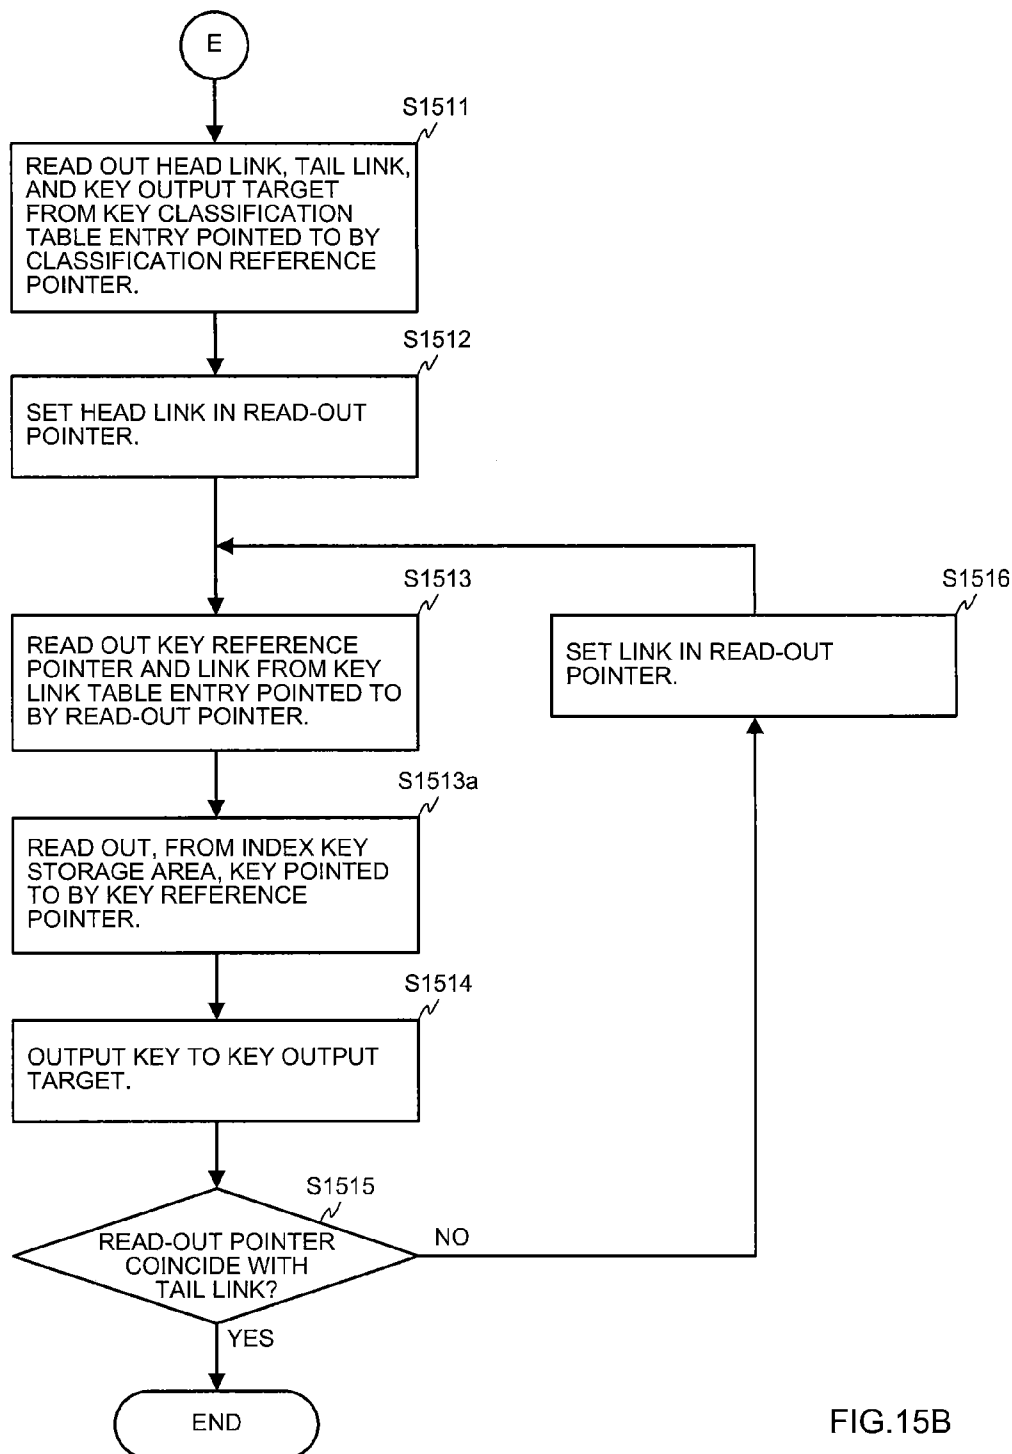 E
S1511
READ OUT HEAD LINK, TAIL LINK,
AND KEY OUTPUT TARGET
FROM KEY CLASSIFICATION
TABLE ENTRY POINTED TO BY
CLASSIFICATION REFERENCE
POINTER.
S1512
SET HEAD LINK IN READ-OUT
POINTER.
S1513
READ OUT KEY REFERENCE
POINTER AND LINK FROM KEY
LINK TABLE ENTRY POINTED TO
BY READ-OUT POINTER.
S1516
SET LINK IN READ-OUT
POINTER.
S1513a
READ OUT, FROM INDEX KEY
STORAGE AREA, KEY POINTED
TO BY KEY REFERENCE
POINTER.
S1514
OUTPUT KEY TO KEY OUTPUT
TARGET.
S1515
READ-OUT POINTER
COINCIDE WITH
TAIL LINK?
NO
YES
END
FIG.15B